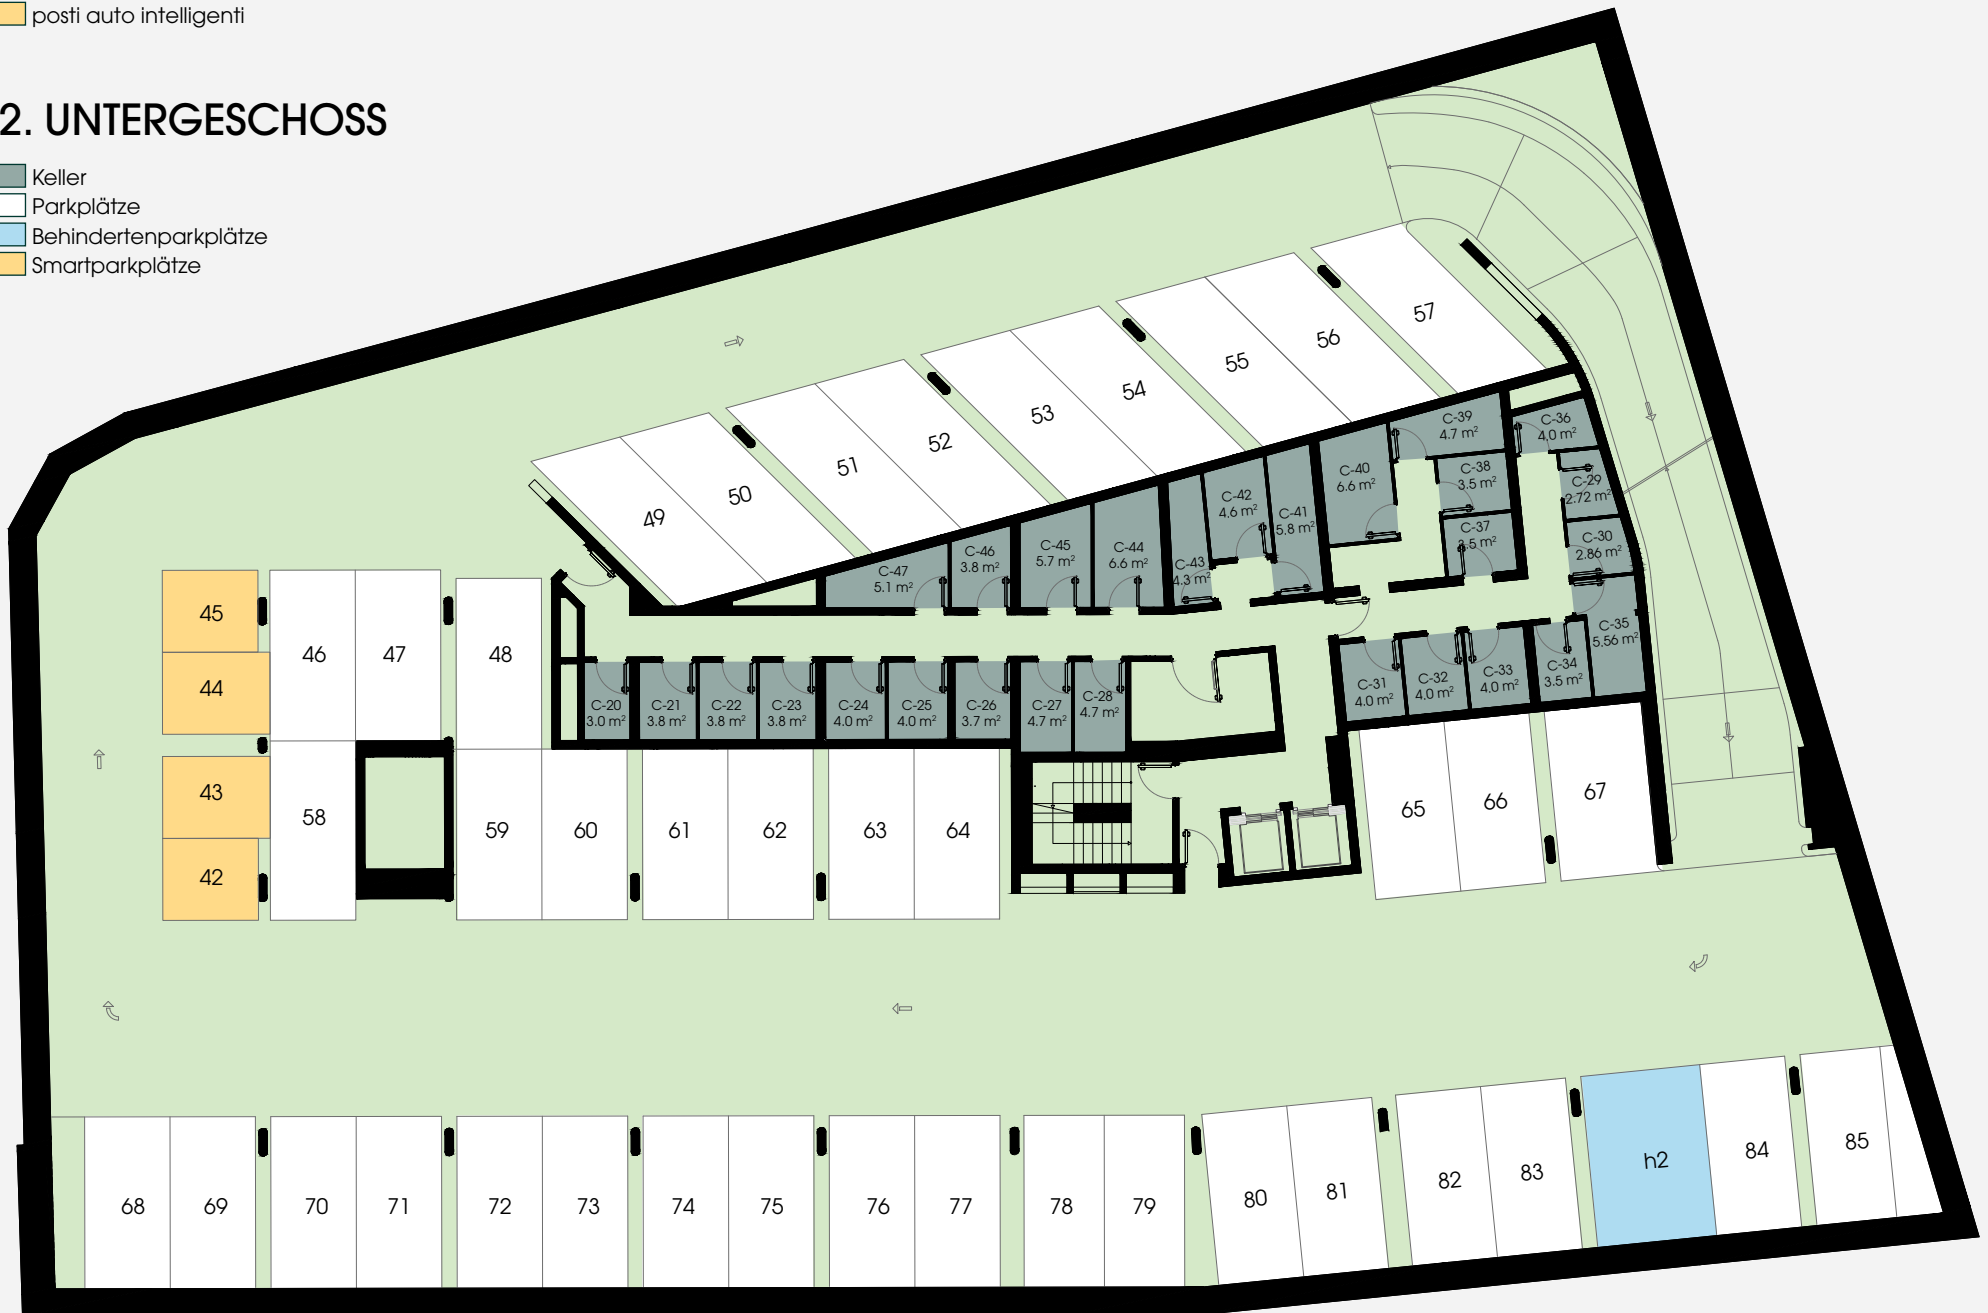 posti auto intelligenti
2. UNTERGESCHOSS
Keller
Parkplätze
Behindertenparkplätze
Smartparkplätze
57
56
55
54
53
52
51
50
49
C-39
4.7 m²
C-36
4.0 m²
C-40
6.6 m²
C-38
3.5 m²
C-29
2.72 m²
C-42
4.6 m²
C-41
5.8 m²
C-37
3.5 m²
C-30
2.86 m²
C-47
5.1 m²
C-46
3.8 m²
C-45
5.7 m²
C-44
6.6 m²
C-43
4.3 m²
45
46
47
48
44
C-35
5.56 m²
C-20
3.0 m²
C-21
3.8 m²
C-22
3.8 m²
C-23
3.8 m²
C-24
4.0 m²
C-25
4.0 m²
C-26
3.7 m²
C-27
4.7 m²
C-28
4.7 m²
C-31
4.0 m²
C-32
4.0 m²
C-33
4.0 m²
C-34
3.5 m²
43
58
59
60
61
62
63
64
65
66
67
42
68
69
70
71
72
73
74
75
76
77
78
79
80
81
82
83
h2
84
85